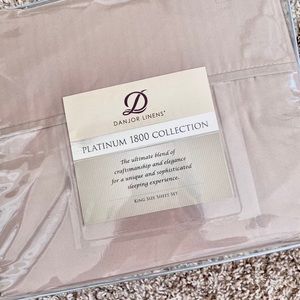 D
DANJOR LINENS®
PLATINUM 1800 COLLECTION
The ultimate blend of
craftsmanship and elegance
for a unique and sophisticated
sleeping experience.
KING SIZE SHEET SET